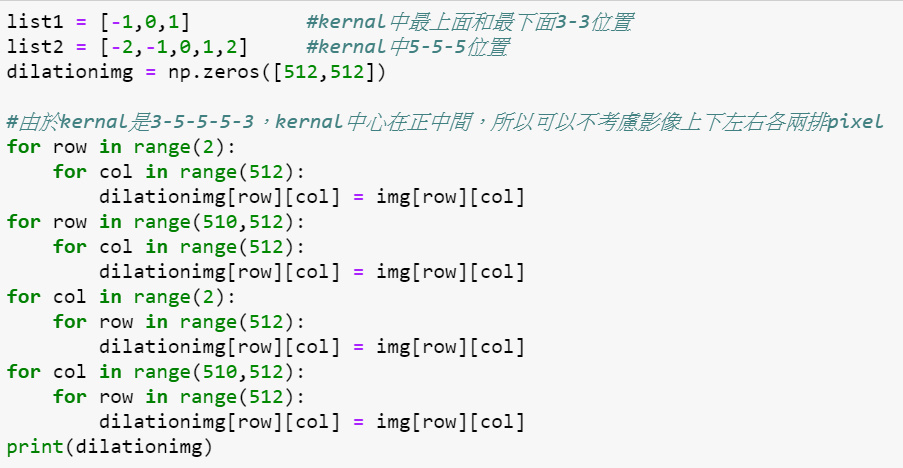 list1 = [-1,0,1]          #kernal中最上面和最下面3-3位置
list2 = [-2,-1,0,1,2]     #kernal中5-5-5位置
dilationimg = np.zeros([512,512])

#由於kernal是3-5-5-5-3，kernal中心在正中間，所以可以不考慮影像上下左右各兩排pixel
for row in range(2):
    for col in range(512):
        dilationimg[row][col] = img[row][col]
for row in range(510,512):
    for col in range(512):
        dilationimg[row][col] = img[row][col]
for col in range(2):
    for row in range(512):
        dilationimg[row][col] = img[row][col]
for col in range(510,512):
    for row in range(512):
        dilationimg[row][col] = img[row][col]
print(dilationimg)